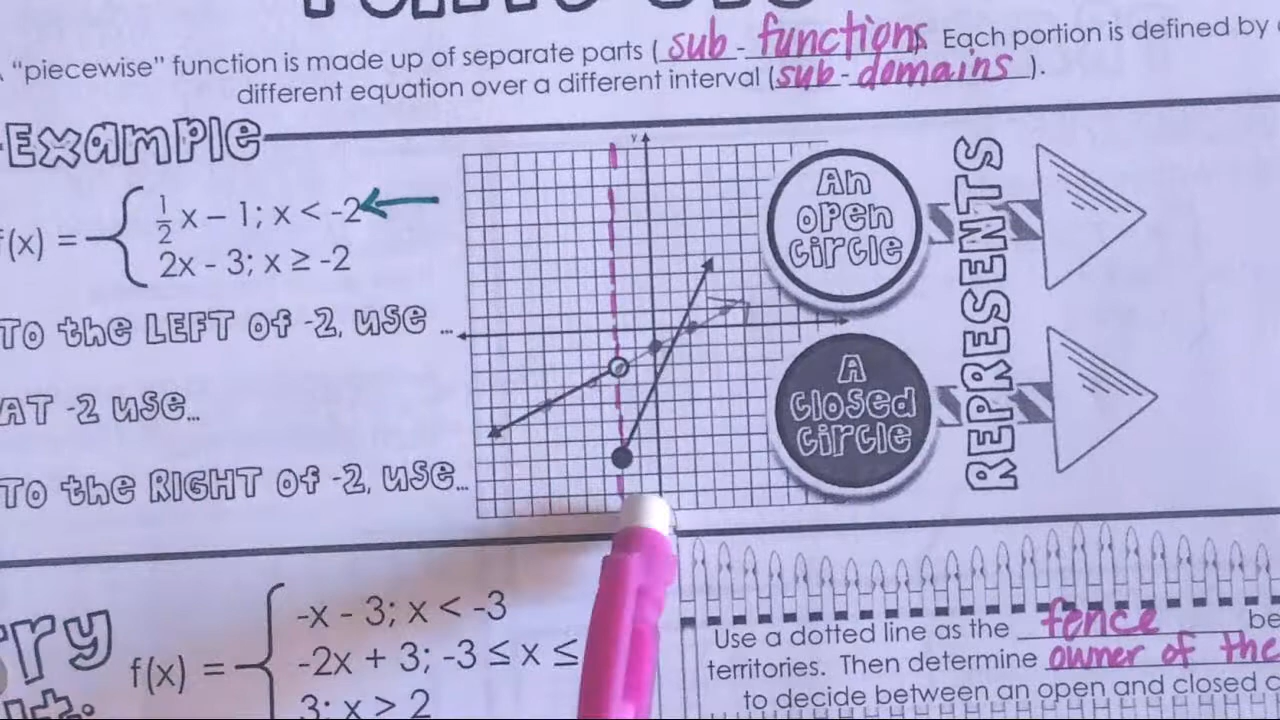 "piecewise" function is made up of separate parts (sub-functions). Each portion is defined by
different equation over a different interval (sub-domains).
Example
f(x) = { 1/2 x - 1; x < -2
2x - 3; x ≥ -2
y
To the LEFT of -2, use ...
AT -2 use...
To the RIGHT of -2, use...
An
open
circle
A
closed
circle
REPRESENTS
f(x) = { -x - 3; x < -3
-2x + 3; -3 ≤ x ≤
3; x > 2
Use a dotted line as the fence
territories. Then determine owner of the
to decide between an open and closed